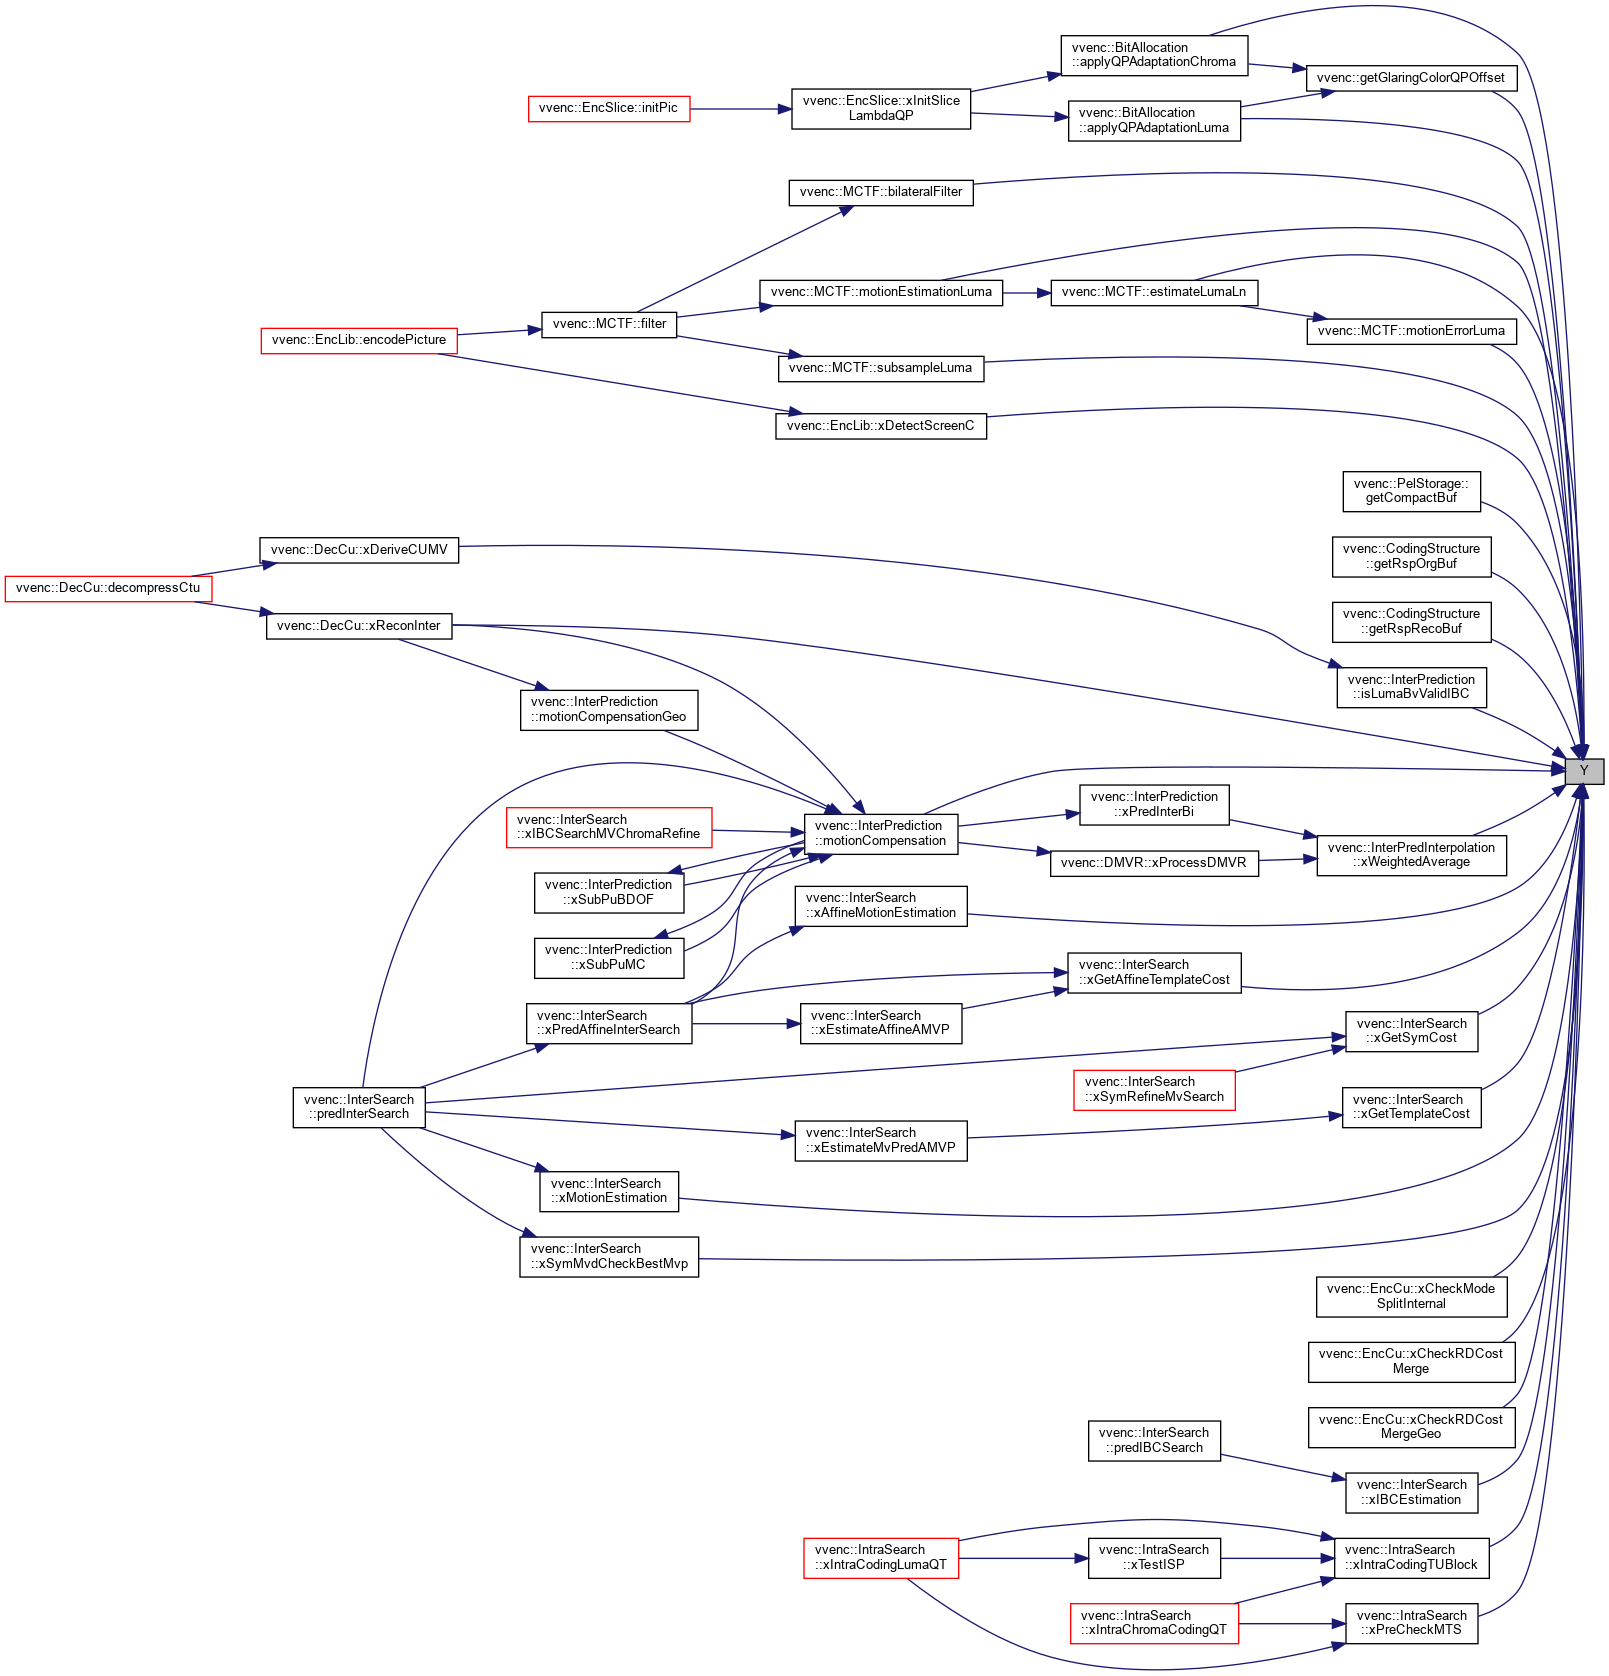 vvenc::BitAllocation
::applyQPAdaptationChroma
vvenc::getGlaringColorQPOffset
vvenc::EncSlice::initPic
vvenc::EncSlice::xInitSlice
LambdaQP
vvenc::BitAllocation
::applyQPAdaptationLuma
vvenc::MCTF::bilateralFilter
vvenc::MCTF::motionEstimationLuma
vvenc::MCTF::estimateLumaLn
vvenc::MCTF::filter
vvenc::MCTF::motionErrorLuma
vvenc::EncLib::encodePicture
vvenc::MCTF::subsampleLuma
vvenc::EncLib::xDetectScreenC
vvenc::PelStorage::
getCompactBuf
vvenc::DecCu::xDeriveCUMV
vvenc::CodingStructure
::getRspOrgBuf
vvenc::DecCu::decompressCtu
vvenc::DecCu::xReconInter
vvenc::CodingStructure
::getRspRecoBuf
vvenc::InterPrediction
::isLumaBvValidIBC
vvenc::InterPrediction
::motionCompensationGeo
Y
vvenc::InterPrediction
::xPredInterBi
vvenc::InterSearch
::xIBCSearchMVChromaRefine
vvenc::InterPrediction
::motionCompensation
vvenc::InterPredInterpolation
::xWeightedAverage
vvenc::DMVR::xProcessDMVR
vvenc::InterPrediction
::xSubPuBDOF
vvenc::InterSearch
::xAffineMotionEstimation
vvenc::InterPrediction
::xSubPuMC
vvenc::InterSearch
::xGetAffineTemplateCost
vvenc::InterSearch
::xPredAffineInterSearch
vvenc::InterSearch
::xEstimateAffineAMVP
vvenc::InterSearch
::xGetSymCost
vvenc::InterSearch
::xSymRefineMvSearch
vvenc::InterSearch
::predInterSearch
vvenc::InterSearch
::xGetTemplateCost
vvenc::InterSearch
::xEstimateMvPredAMVP
vvenc::InterSearch
::xMotionEstimation
vvenc::InterSearch
::xSymMvdCheckBestMvp
vvenc::EncCu::xCheckMode
SplitInternal
vvenc::EncCu::xCheckRDCost
Merge
vvenc::EncCu::xCheckRDCost
MergeGeo
vvenc::InterSearch
::predIBCSearch
vvenc::InterSearch
::xIBCEstimation
vvenc::IntraSearch
::xIntraCodingLumaQT
vvenc::IntraSearch
::xTestISP
vvenc::IntraSearch
::xIntraCodingTUBlock
vvenc::IntraSearch
::xIntraChromaCodingQT
vvenc::IntraSearch
::xPreCheckMTS